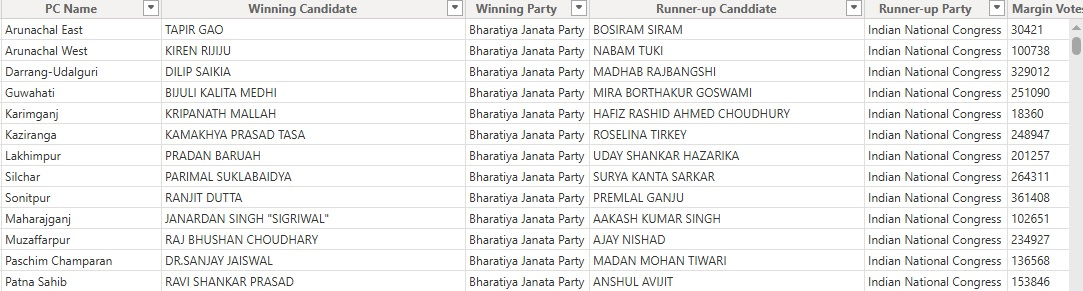 PC Name Winning Candidate Winning Party Runner-up Canddiate Runner-up Party Margin Votes
Arunachal East TAPIR GAO Bharatiya Janata Party BOSIRAM SIRAM Indian National Congress 30421
Arunachal West KIREN RIJIJU Bharatiya Janata Party NABAM TUKI Indian National Congress 100738
Darrang-Udalguri DILIP SAIKIA Bharatiya Janata Party MADHAB RAJBANGSHI Indian National Congress 329012
Guwahati BIJULI KALITA MEDHI Bharatiya Janata Party MIRA BORTHAKUR GOSWAMI Indian National Congress 251090
Karimganj KRIPANATH MALLAH Bharatiya Janata Party HAFIZ RASHID AHMED CHOUDHURY Indian National Congress 18360
Kaziranga KAMAKHYA PRASAD TASA Bharatiya Janata Party ROSELINA TIRKEY Indian National Congress 248947
Lakhimpur PRADAN BARUAH Bharatiya Janata Party UDAY SHANKAR HAZARIKA Indian National Congress 201257
Silchar PARIMAL SUKLABAIDYA Bharatiya Janata Party SURYA KANTA SARKAR Indian National Congress 264311
Sonitpur RANJIT DUTTA Bharatiya Janata Party PREMLAL GANJU Indian National Congress 361408
Maharajganj JANARDAN SINGH "SIGRIWAL" Bharatiya Janata Party AAKASH KUMAR SINGH Indian National Congress 102651
Muzaffarpur RAJ BHUSHAN CHOUDHARY Bharatiya Janata Party AJAY NISHAD Indian National Congress 234927
Paschim Champaran DR.SANJAY JAISWAL Bharatiya Janata Party MADAN MOHAN TIWARI Indian National Congress 136568
Patna Sahib RAVI SHANKAR PRASAD Bharatiya Janata Party ANSHUL AVIJIT Indian National Congress 153846